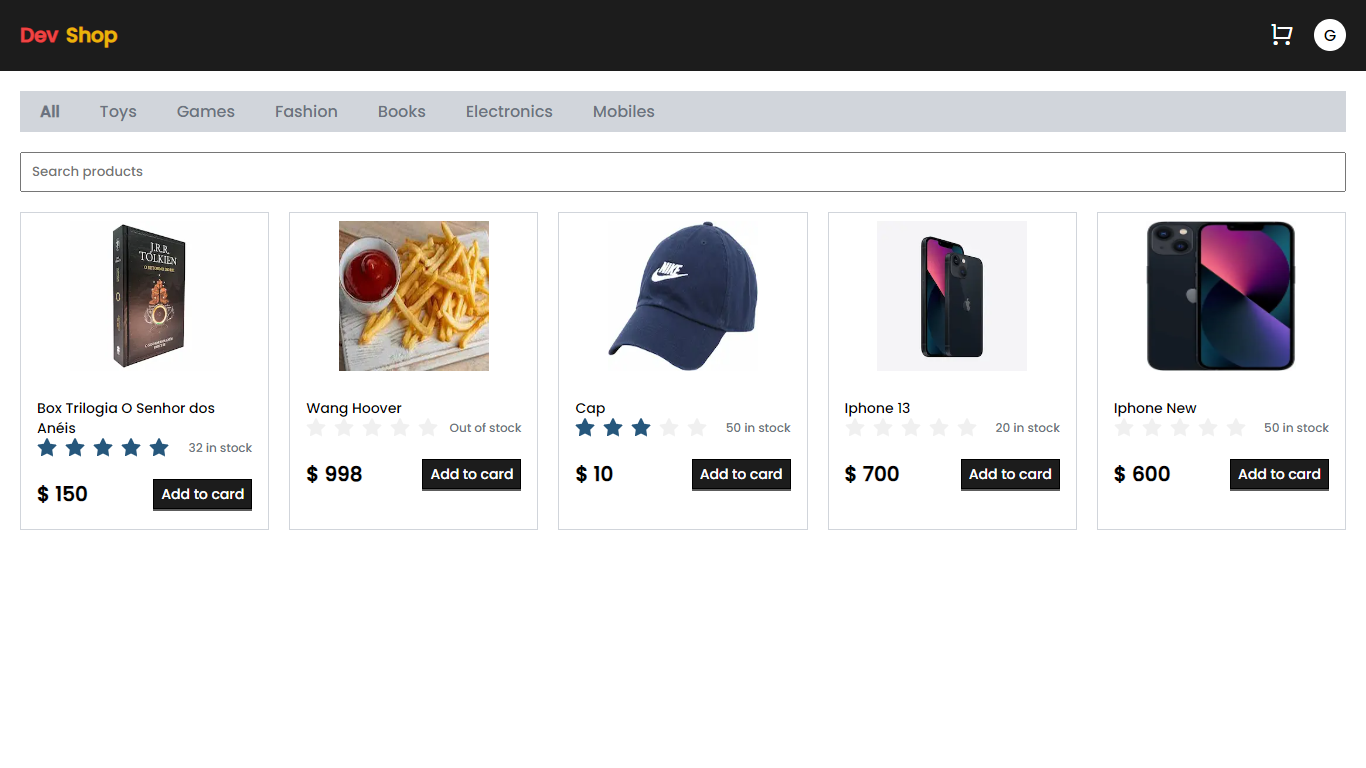 Dev Shop
G
All Toys Games Fashion Books Electronics Mobiles
Search products
J.R.R.
TOLKIEN
NIKE
Box Trilogia O Senhor dos
Anéis
32 in stock
$ 150 Add to card
Wang Hoover
Out of stock
$ 998 Add to card
Cap
50 in stock
$ 10 Add to card
Iphone 13
20 in stock
$ 700 Add to card
Iphone New
50 in stock
$ 600 Add to card